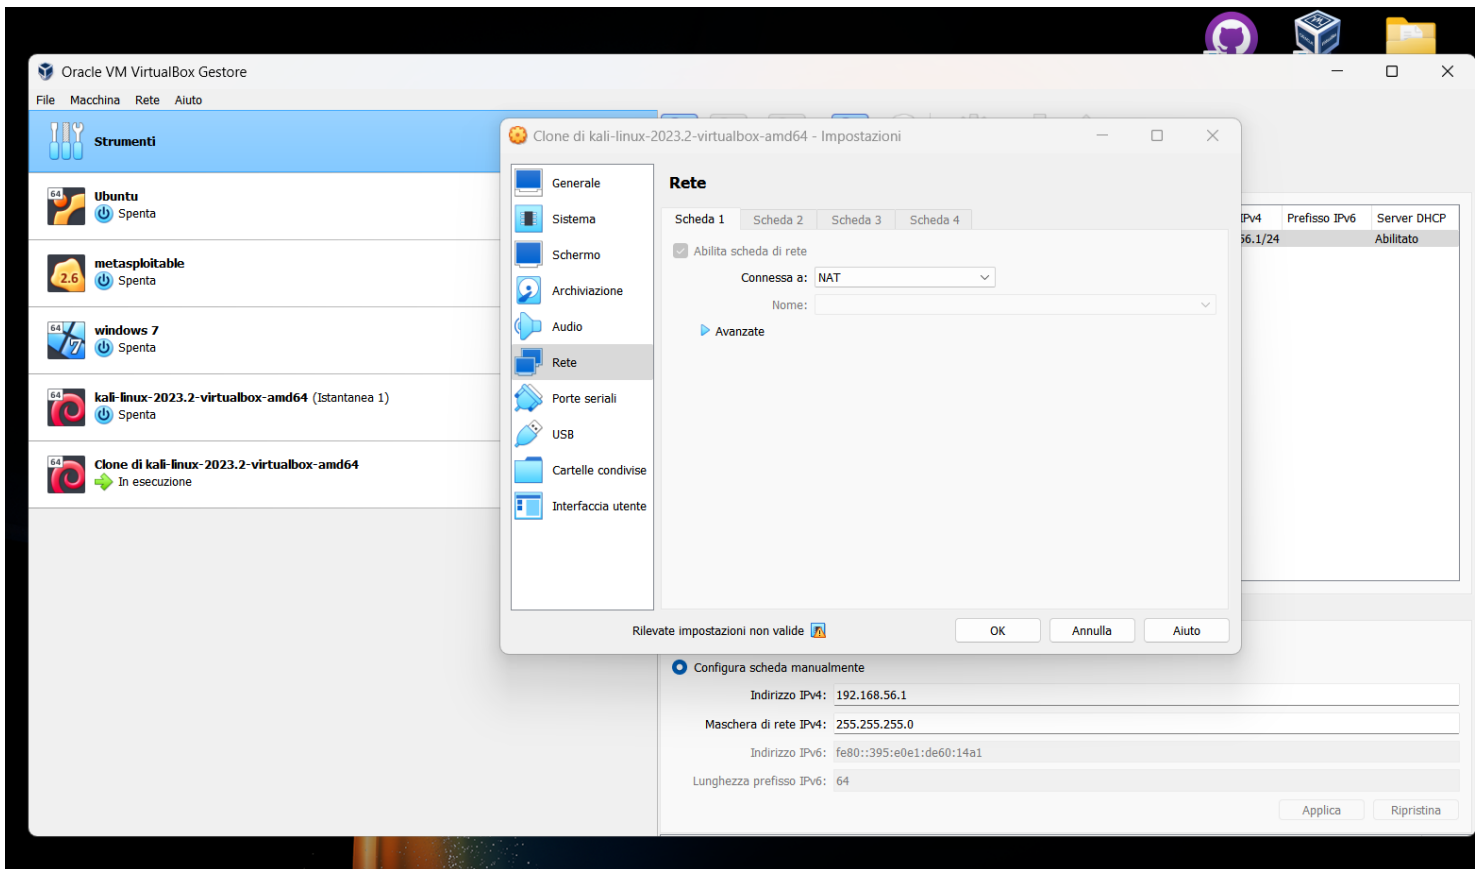 Oracle VM VirtualBox Gestore
File Macchina Rete Aiuto
Strumenti
64
Ubuntu
Spenta
2.6
metasploitable
Spenta
64
7
windows 7
Spenta
64
kali-linux-2023.2-virtualbox-amd64 (Istantanea 1)
Spenta
64
Clone di kali-linux-2023.2-virtualbox-amd64
In esecuzione
Clone di kali-linux-2023.2-virtualbox-amd64 - Impostazioni
Generale
Sistema
Schermo
Archiviazione
Audio
Rete
Porte seriali
USB
Cartelle condivise
Interfaccia utente
Rete
Scheda 1 Scheda 2 Scheda 3 Scheda 4
Abilita scheda di rete
Connessa a: NAT
Nome:
Avanzate
Rilevate impostazioni non valide
OK Annulla Aiuto
IPv4 Prefisso IPv6 Server DHCP
56.1/24 Abilitato
Configura scheda manualmente
Indirizzo IPv4: 192.168.56.1
Maschera di rete IPv4: 255.255.255.0
Indirizzo IPv6: fe80::395:e0e1:de60:14a1
Lunghezza prefisso IPv6: 64
Applica Ripristina